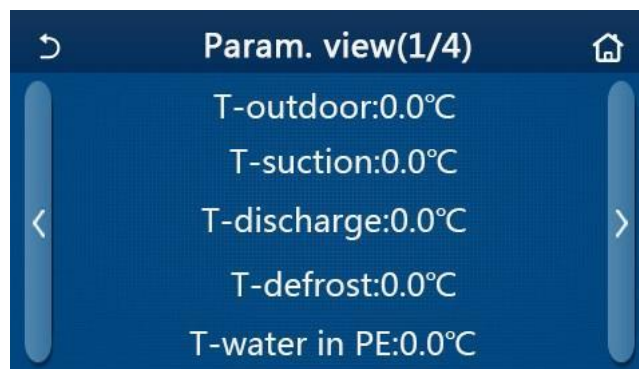 Param. view(1/4)
T-outdoor:0.0℃
T-suction:0.0℃
T-discharge:0.0℃
T-defrost:0.0℃
T-water in PE:0.0℃